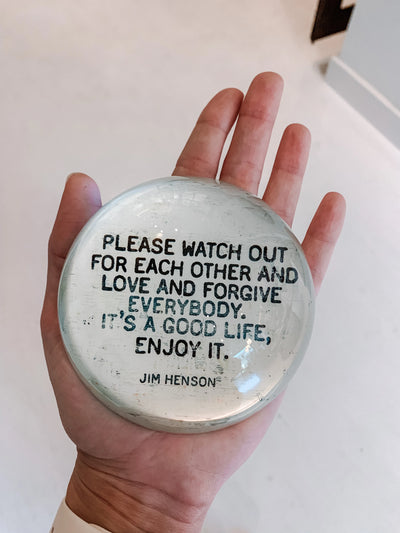 PLEASE WATCH OUT
FOR EACH OTHER AND
LOVE AND FORGIVE
EVERYBODY.
IT'S A GOOD LIFE,
ENJOY IT.
JIM HENSON